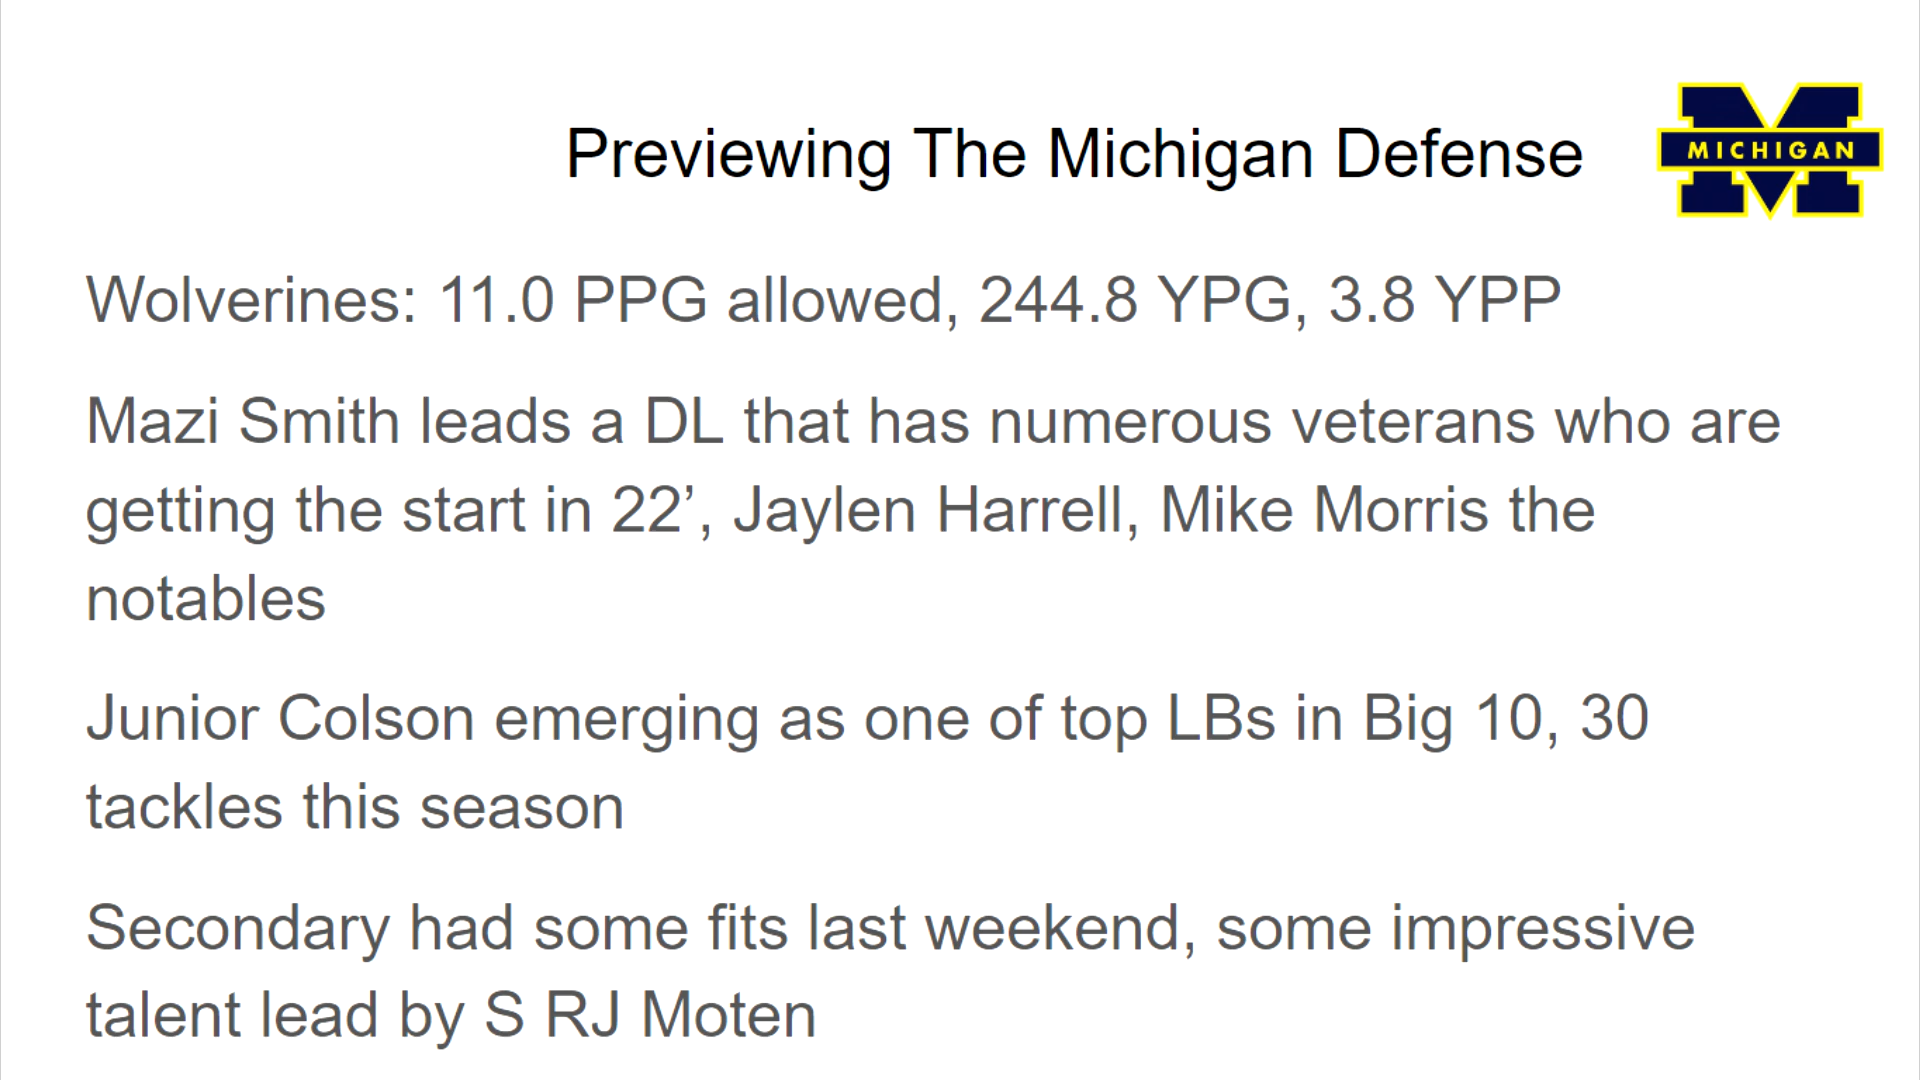 Previewing The Michigan Defense
MICHIGAN
Wolverines: 11.0 PPG allowed, 244.8 YPG, 3.8 YPP
Mazi Smith leads a DL that has numerous veterans who are
getting the start in 22’, Jaylen Harrell, Mike Morris the
notables
Junior Colson emerging as one of top LBs in Big 10, 30
tackles this season
Secondary had some fits last weekend, some impressive
talent lead by S RJ Moten